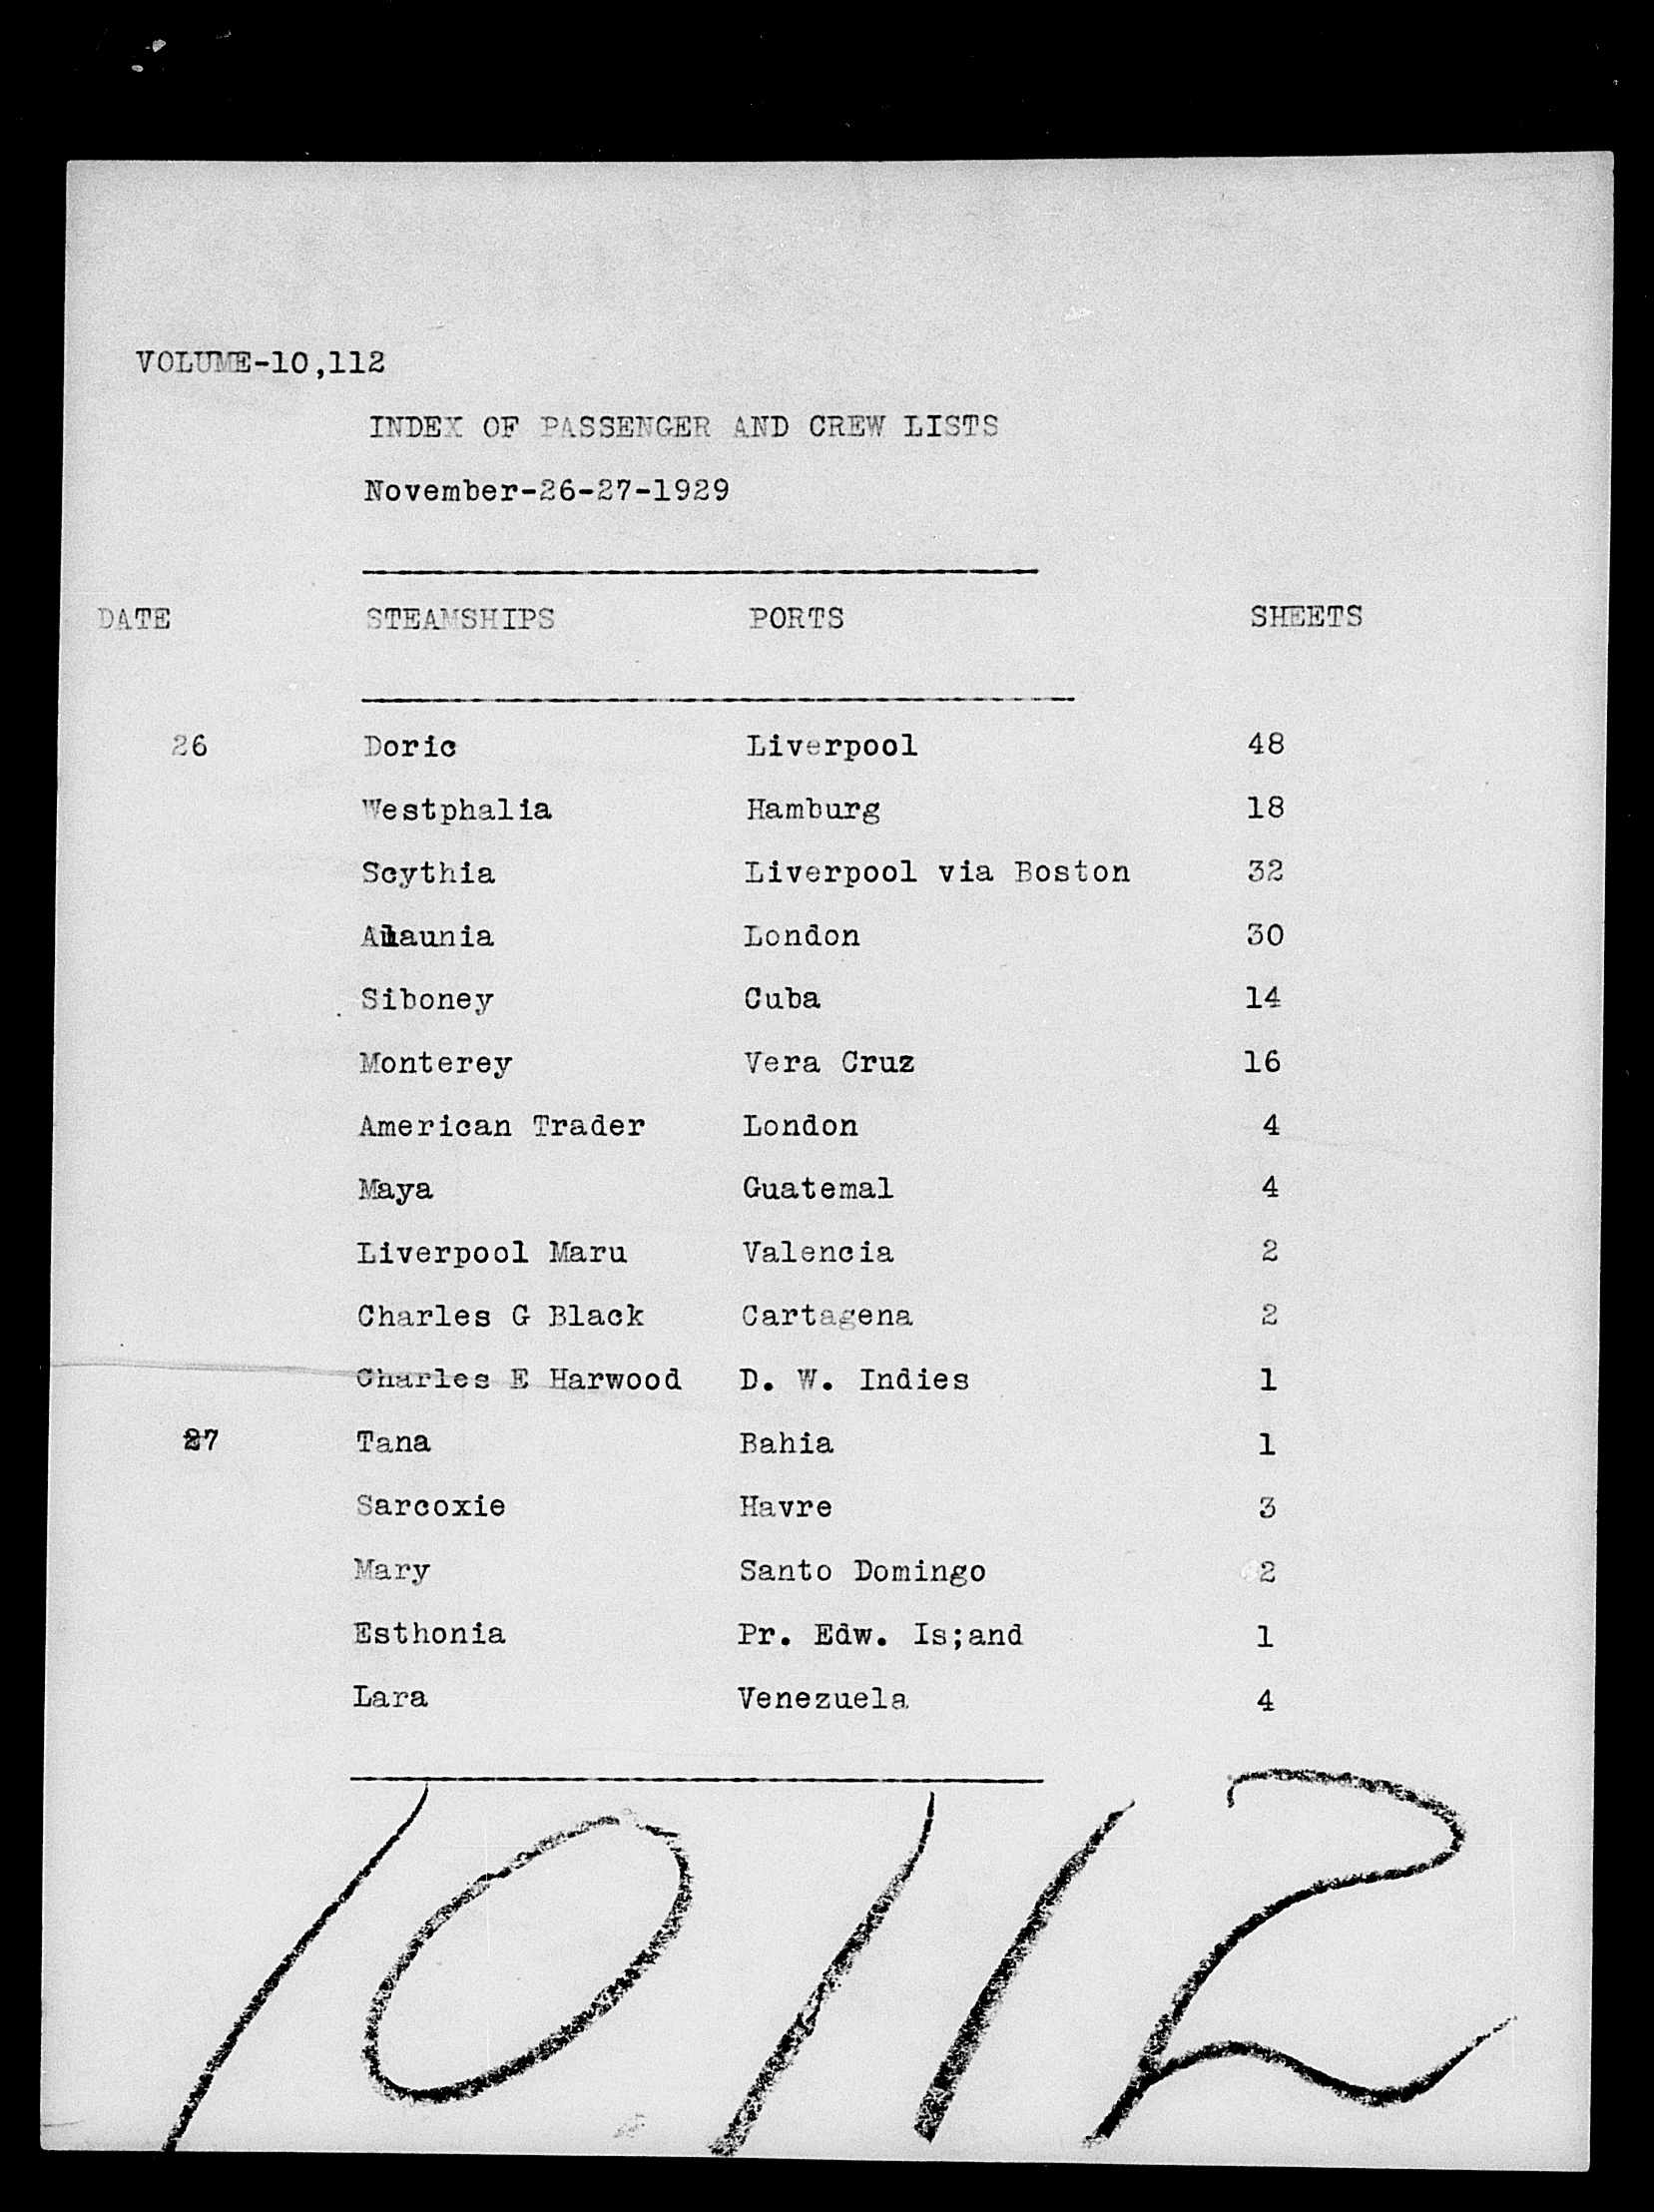 VOLUME-10,112
INDEX OF PASSENGER AND CREW LISTS
November-26-27-1929
DATE STEAMSHIPS PORTS SHEETS
26 Doric Liverpool 48
Westphalia Hamburg 18
Scythia Liverpool via Boston 32
Alaunia London 30
Siboney Cuba 14
Monterey Vera Cruz 16
American Trader London 4
Maya Guatemal 4
Liverpool Maru Valencia 2
Charles G Black Cartagena 2
Charles E Harwood D. W. Indies 1
27 Tana Bahia 1
Sarcoxie Havre 3
Mary Santo Domingo 2
Esthonia Pr. Edw. Is;and 1
Lara Venezuela 4
10112